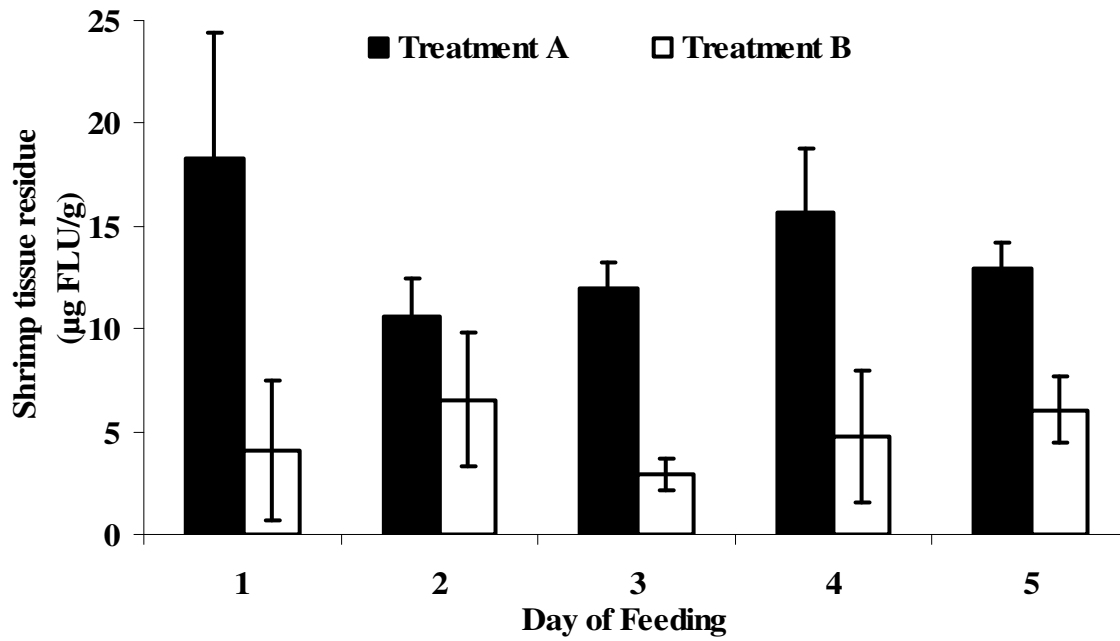 25
20
15
10
5
0
Treatment A Treatment B
Shrimp tissue residue
(µg FLU/g)
1 2 3 4 5
Day of Feeding